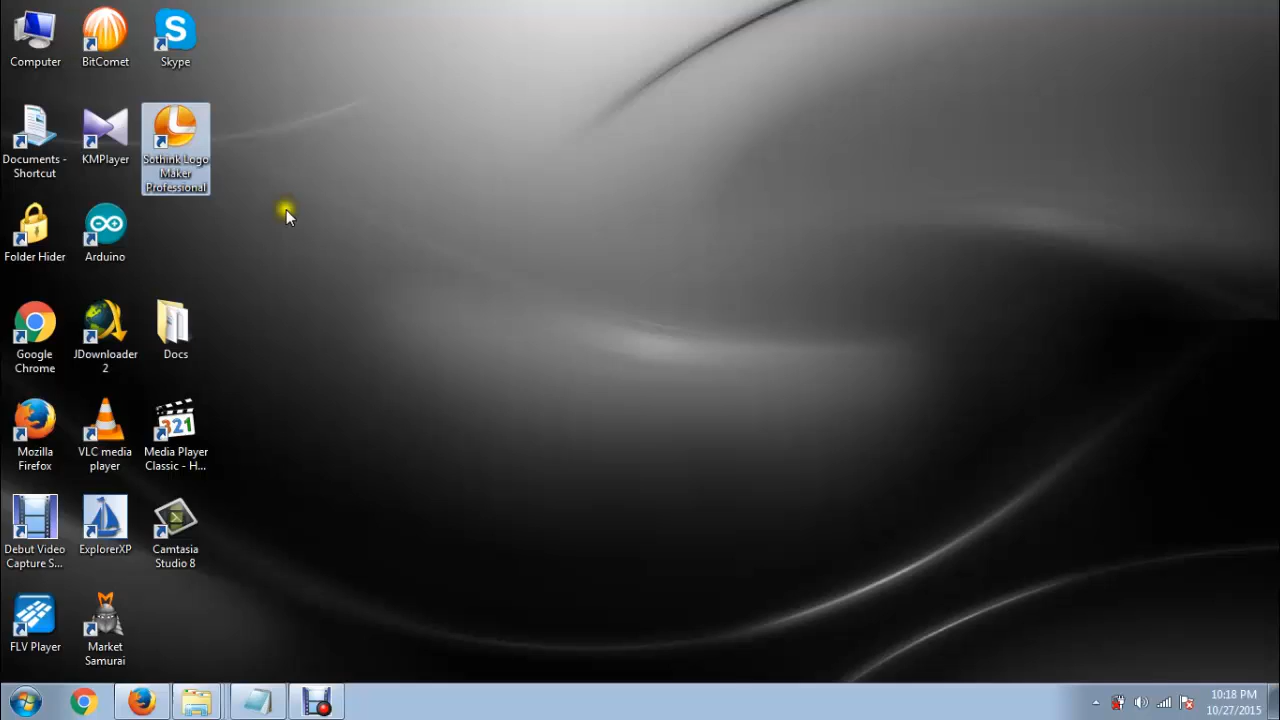 Computer
BitComet
Skype
Documents -
Shortcut
KMPlayer
Sothink Logo
Maker
Professional
Folder Hider
Arduino
Google
Chrome
JDownloader
2
Docs
Mozilla
Firefox
VLC media
player
321
Media Player
Classic - H...
Debut Video
Capture S...
ExplorerXP
Camtasia
Studio 8
FLV Player
Market
Samurai
10:18 PM
10/27/2015